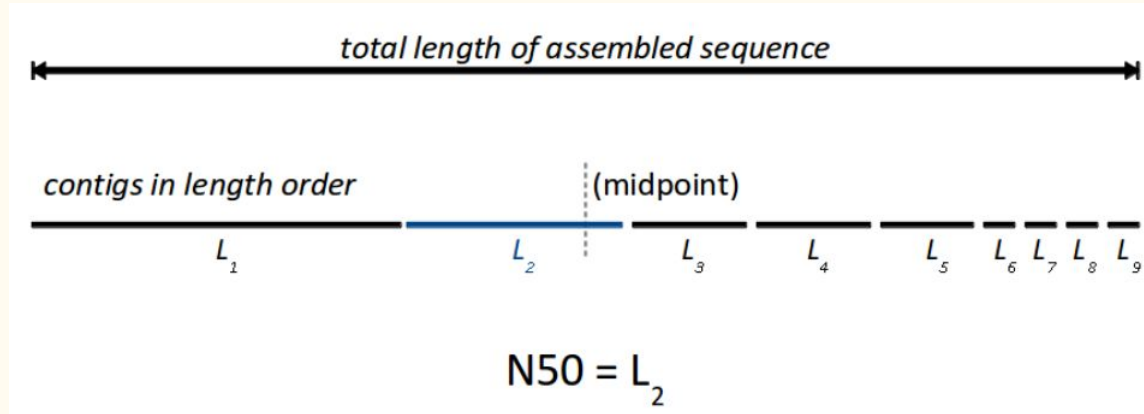 total length of assembled sequence
contigs in length order (midpoint)
L₁ L₂ L₃ L₄ L₅ L₆ L₇ L₈ L₉
N50 = L₂